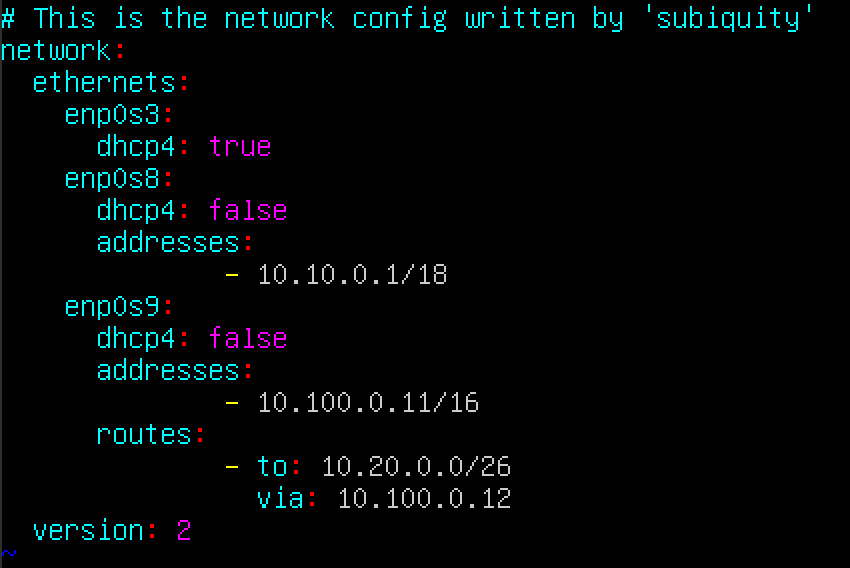 # This is the network config written by 'subiquity'
network:
  ethernets:
    enp0s3:
      dhcp4: true
    enp0s8:
      dhcp4: false
      addresses:
              - 10.10.0.1/18
    enp0s9:
      dhcp4: false
      addresses:
              - 10.100.0.11/16
      routes:
              - to: 10.20.0.0/26
                via: 10.100.0.12
  version: 2
~